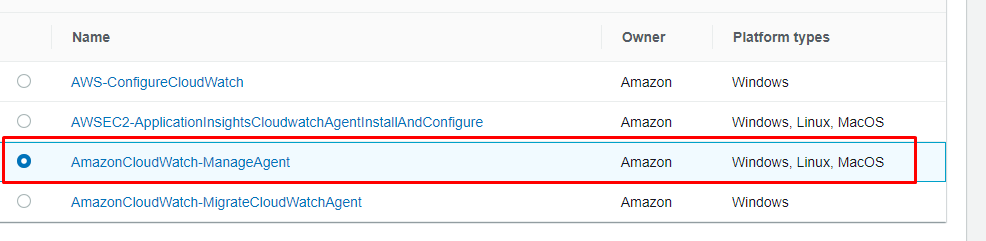 Name Owner Platform types
AWS-ConfigureCloudWatch Amazon Windows
AWSEC2-ApplicationInsightsCloudwatchAgentInstallAndConfigure Amazon Windows, Linux, MacOS
AmazonCloudWatch-ManageAgent Amazon Windows, Linux, MacOS
AmazonCloudWatch-MigrateCloudWatchAgent Amazon Windows